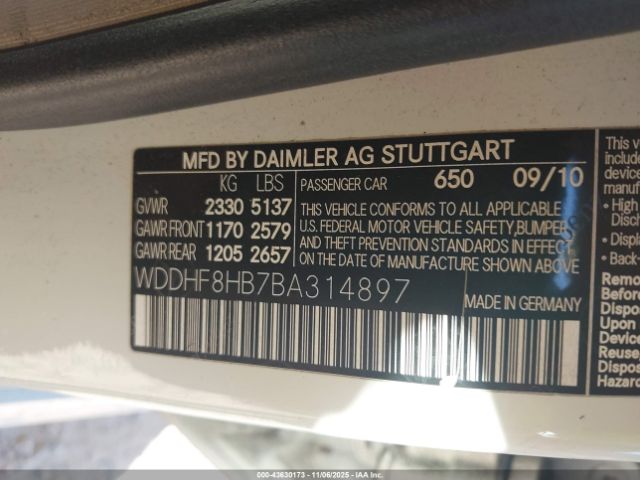 MFD BY DAIMLER AG STUTTGART
KG LBS
GVWR 2330 5137
GAWR FRONT 1170 2579
GAWR REAR 1205 2657
PASSENGER CAR 650 09/10
THIS VEHICLE CONFORMS TO ALL APPLICABLE
U.S. FEDERAL MOTOR VEHICLE SAFETY,BUMPER,
AND THEFT PREVENTION STANDARDS IN EFFECT
ON THE DATE OF MANUFACTURE SHOWN ABOVE.
WDDHF8HB7BA314897
MADE IN GERMANY
This v
include
device
manuf
• High
• Displ
• Back-
Remo
Before
Dispos
Upon
device
Reuse
Dispos
Hazard
000-43630173 - 11/06/2025 - IAA Inc.